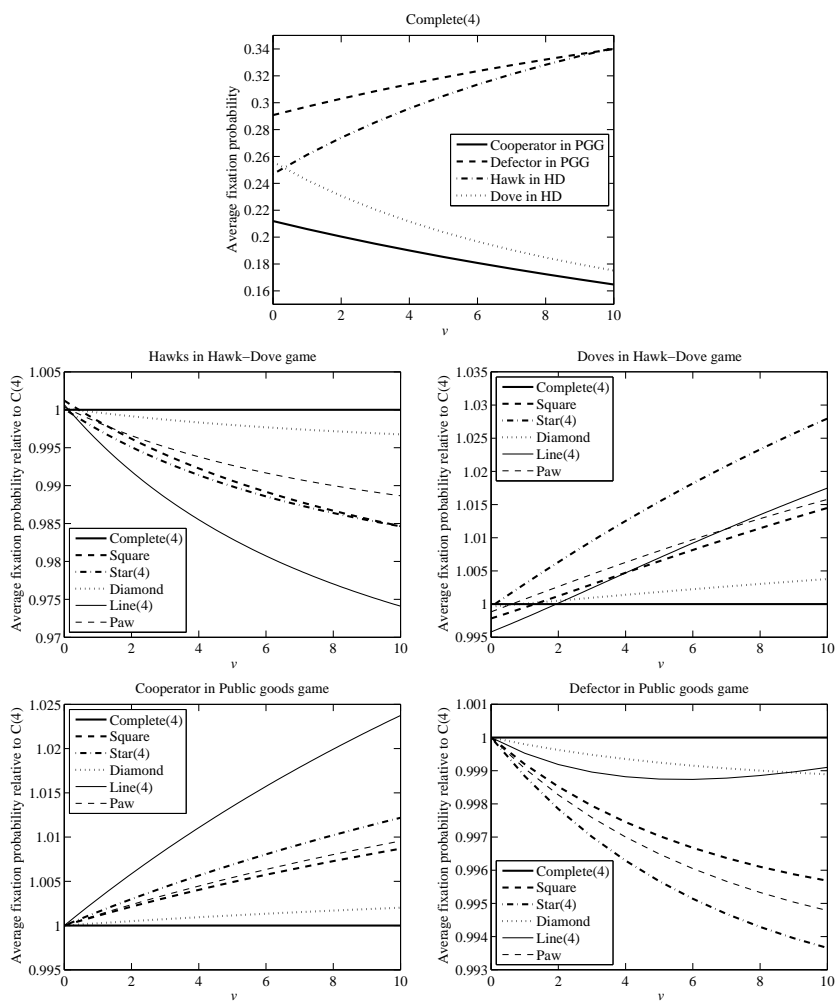 Complete(4)
Average fixation probability
0.34
0.32
0.3
0.28
0.26
0.24
0.22
0.2
0.18
0.16
Cooperator in PGG
Defector in PGG
Hawk in HD
Dove in HD
0 2 4 6 8 10
v
Hawks in Hawk−Dove game
Average fixation probability relative to C(4)
1.005
1
0.995
0.99
0.985
0.98
0.975
0.97
Complete(4)
Square
Star(4)
Diamond
Line(4)
Paw
0 2 4 6 8 10
v
Doves in Hawk−Dove game
Average fixation probability relative to C(4)
1.035
1.03
1.025
1.02
1.015
1.01
1.005
1
0.995
Complete(4)
Square
Star(4)
Diamond
Line(4)
Paw
0 2 4 6 8 10
v
Cooperator in Public goods game
Average fixation probability relative to C(4)
1.025
1.02
1.015
1.01
1.005
1
0.995
Complete(4)
Square
Star(4)
Diamond
Line(4)
Paw
0 2 4 6 8 10
v
Defector in Public goods game
Average fixation probability relative to C(4)
1.001
1
0.999
0.998
0.997
0.996
0.995
0.994
0.993
Complete(4)
Square
Star(4)
Diamond
Line(4)
Paw
0 2 4 6 8 10
v